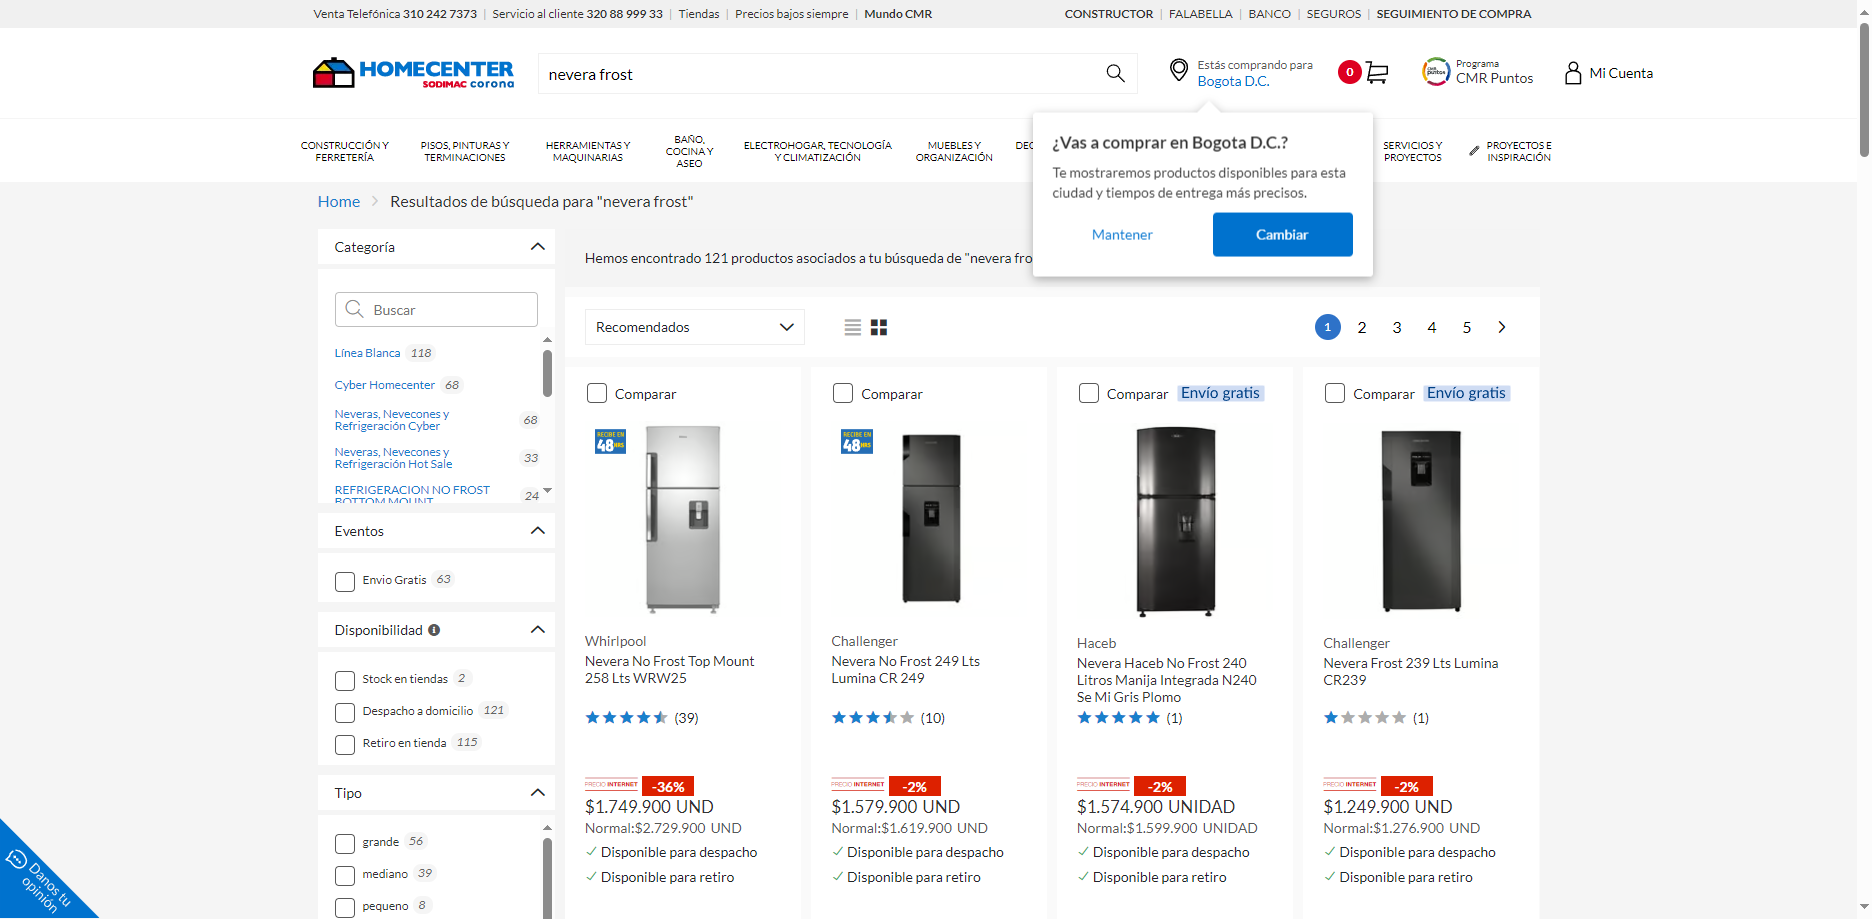 Venta Telefónica 310 242 7373 | Servicio al cliente 320 88 999 33 | Tiendas | Precios bajos siempre | Mundo CMR
CONSTRUCTOR | FALABELLA | BANCO | SEGUROS | SEGUIMIENTO DE COMPRA
HOMECENTER
SODIMAC corona
nevera frost
Estás comprando para
Bogota D.C.
0
CMR puntos
Programa
CMR Puntos
Mi Cuenta
CONSTRUCCIÓN Y
FERRETERÍA
PISOS, PINTURAS Y
TERMINACIONES
HERRAMIENTAS Y
MAQUINARIAS
BAÑO,
COCINA Y
ASEO
ELECTROHOGAR, TECNOLOGÍA
Y CLIMATIZACIÓN
MUEBLES Y
ORGANIZACIÓN
DEC
SERVICIOS Y
PROYECTOS
PROYECTOS E
INSPIRACIÓN
¿Vas a comprar en Bogota D.C.?
Te mostraremos productos disponibles para esta
ciudad y tiempos de entrega más precisos.
Mantener
Cambiar
Home > Resultados de búsqueda para "nevera frost"
Categoría
Buscar
Línea Blanca 118
Cyber Homecenter 68
Neveras, Nevecones y
Refrigeración Cyber 68
Neveras, Nevecones y
Refrigeración Hot Sale 33
REFRIGERACION NO FROST
BOTTOM MOUNT 24
Eventos
Envio Gratis 63
Disponibilidad
Stock en tiendas 2
Despacho a domicilio 121
Retiro en tienda 115
Tipo
grande 56
mediano 39
pequeno 8
Danos tu
opinión
Hemos encontrado 121 productos asociados a tu búsqueda de "nevera fro
Recomendados
1 2 3 4 5
Comparar
RECIBE EN
48HRS
Whirlpool
Nevera No Frost Top Mount
258 Lts WRW25
(39)
PRECIO INTERNET -36%
$1.749.900 UND
Normal:$2.729.900 UND
Disponible para despacho
Disponible para retiro
Comparar
RECIBE EN
48HRS
Challenger
Nevera No Frost 249 Lts
Lumina CR 249
(10)
PRECIO INTERNET -2%
$1.579.900 UND
Normal:$1.619.900 UND
Disponible para despacho
Disponible para retiro
Comparar Envío gratis
Haceb
Nevera Haceb No Frost 240
Litros Manija Integrada N240
Se Mi Gris Plomo
(1)
PRECIO INTERNET -2%
$1.574.900 UNIDAD
Normal:$1.599.900 UNIDAD
Disponible para despacho
Disponible para retiro
Comparar Envío gratis
Challenger
Nevera Frost 239 Lts Lumina
CR239
(1)
PRECIO INTERNET -2%
$1.249.900 UND
Normal:$1.276.900 UND
Disponible para despacho
Disponible para retiro